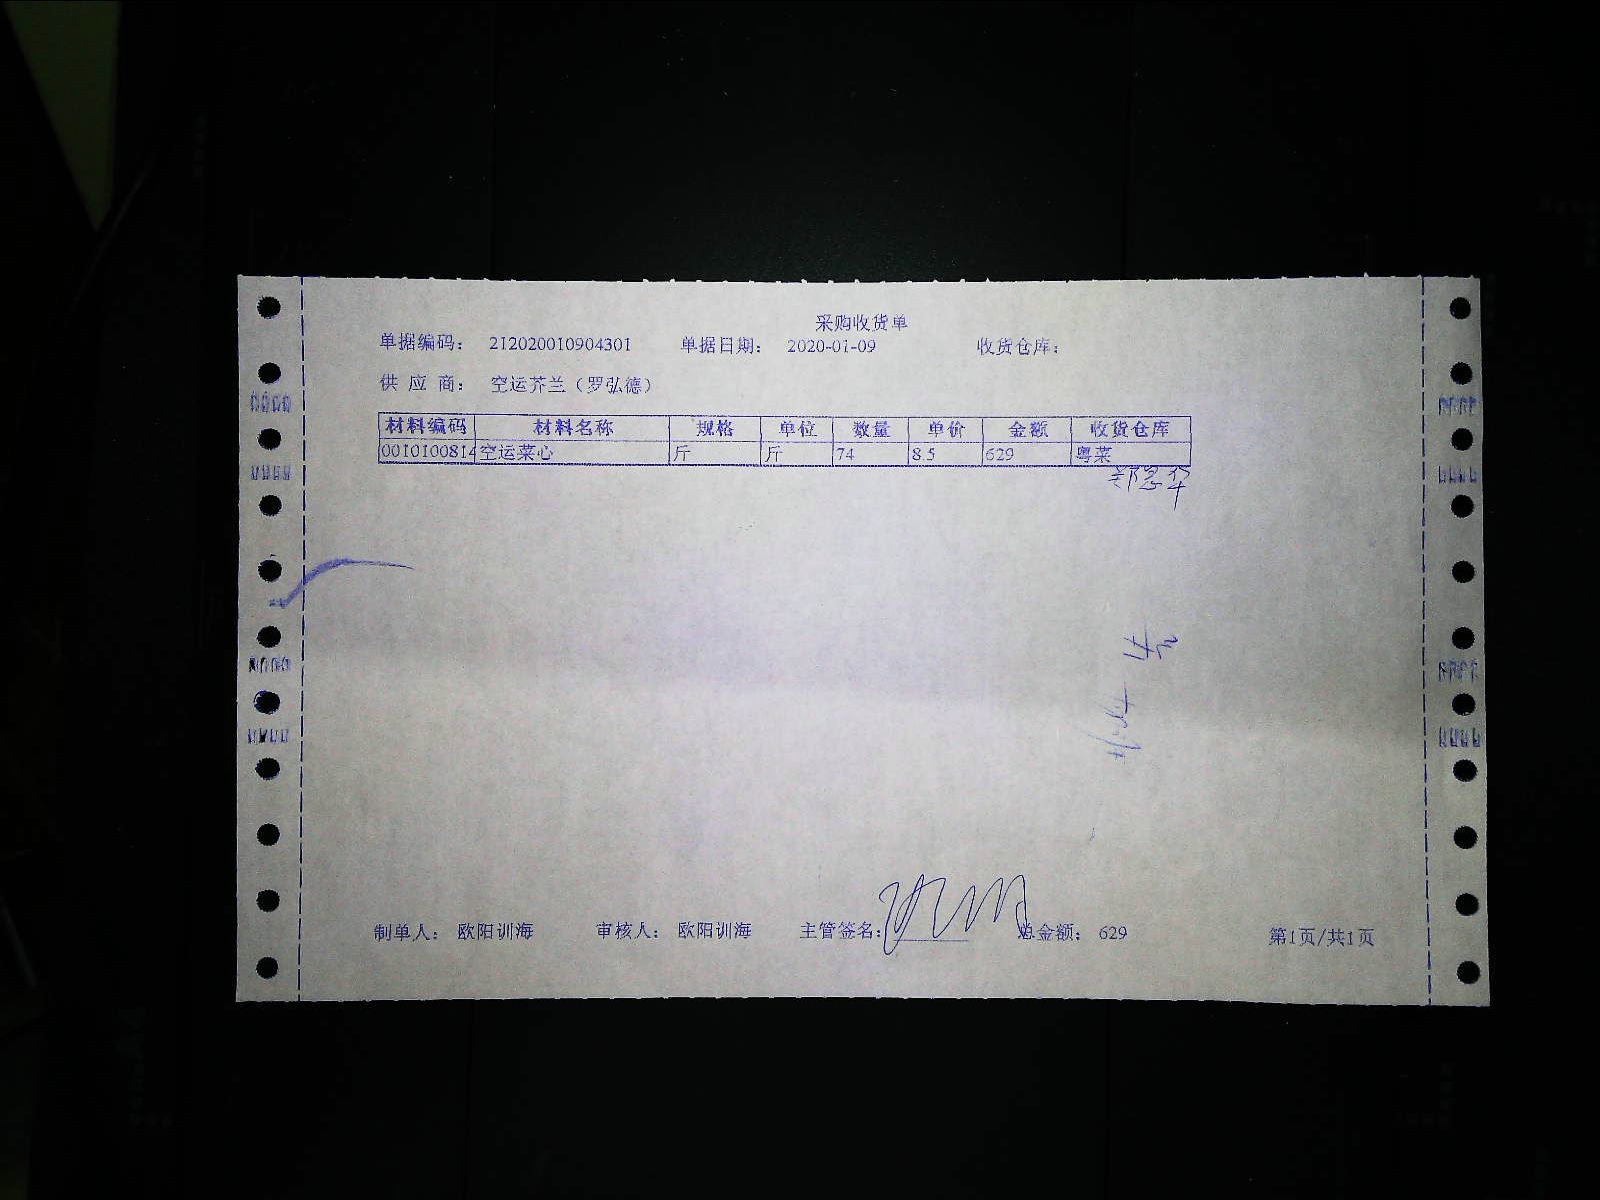 采购收货单
单据编码： 212020010904301 单据日期： 2020-01-09 收货仓库：
供 应 商： 空运芥兰（罗弘德）
材料编码 材料名称 规格 单位 数量 单价 金额 收货仓库
0010100814 空运菜心 斤 斤 74 8.5 629 粤菜
制单人： 欧阳训海 审核人： 欧阳训海 主管签名： 总金额： 629 第1页/共1页